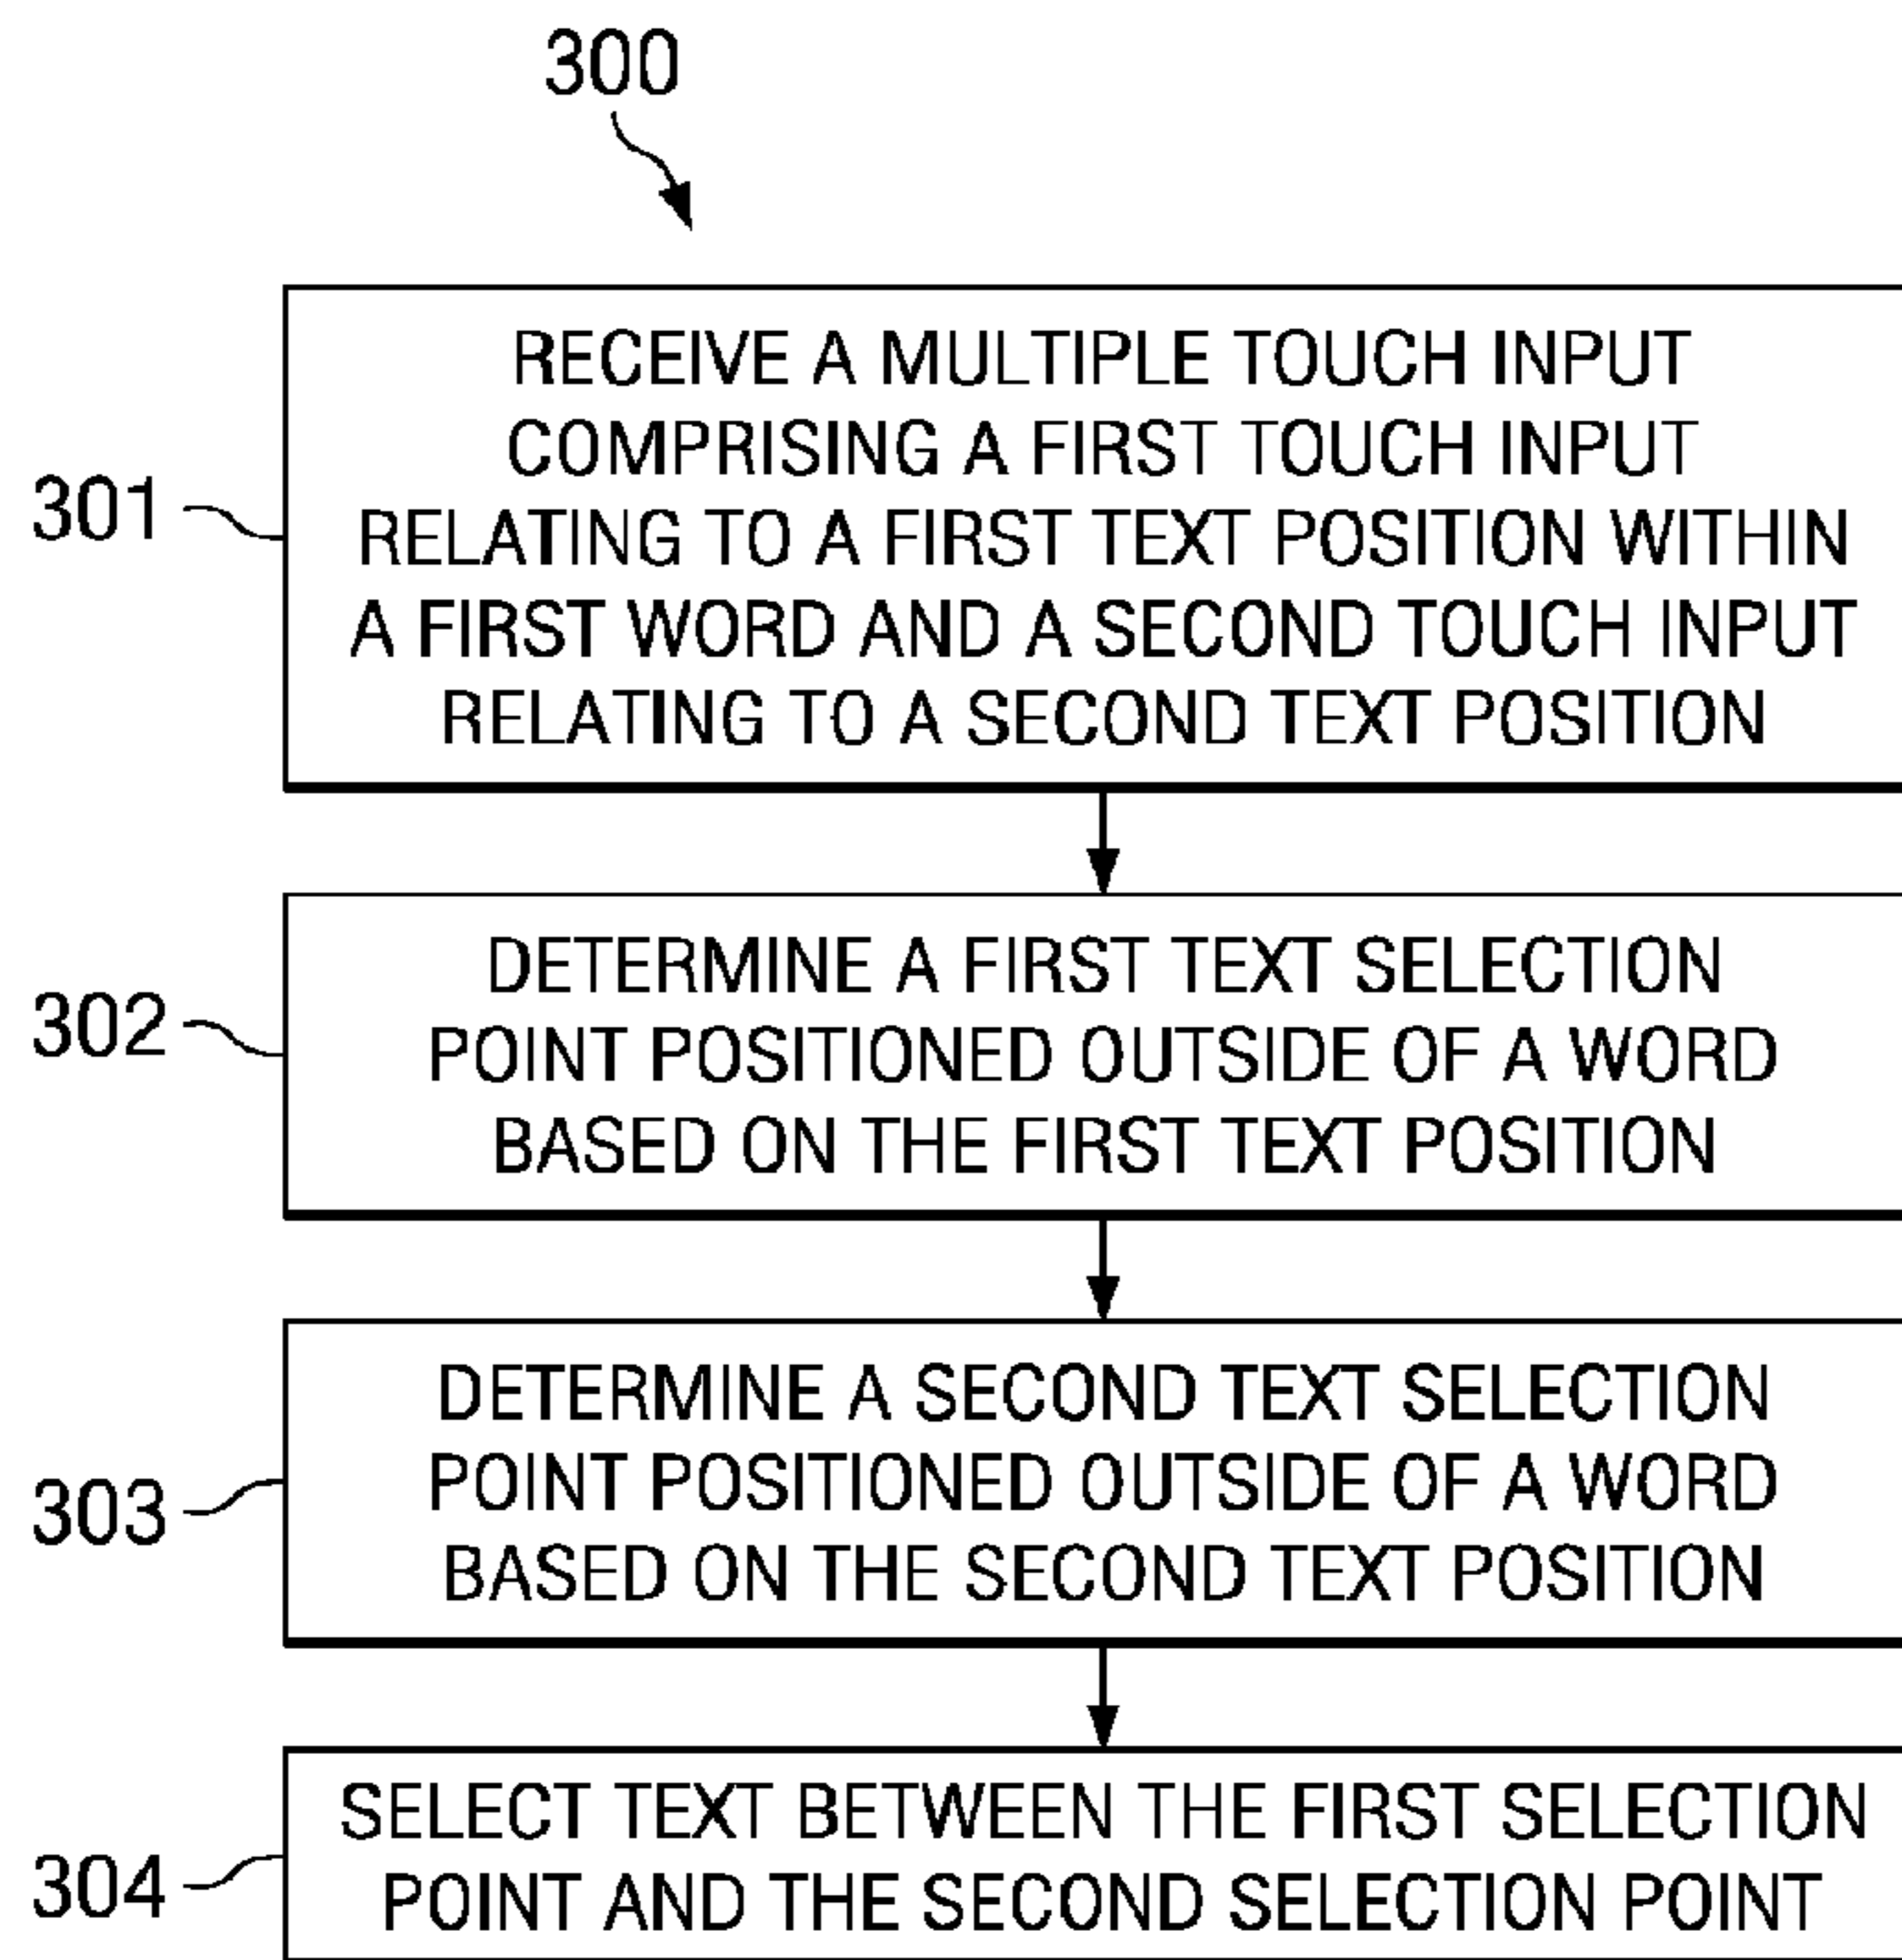 300
301
RECEIVE A MULTIPLE TOUCH INPUT
COMPRISING A FIRST TOUCH INPUT
RELATING TO A FIRST TEXT POSITION WITHIN
A FIRST WORD AND A SECOND TOUCH INPUT
RELATING TO A SECOND TEXT POSITION
302
DETERMINE A FIRST TEXT SELECTION
POINT POSITIONED OUTSIDE OF A WORD
BASED ON THE FIRST TEXT POSITION
303
DETERMINE A SECOND TEXT SELECTION
POINT POSITIONED OUTSIDE OF A WORD
BASED ON THE SECOND TEXT POSITION
304
SELECT TEXT BETWEEN THE FIRST SELECTION
POINT AND THE SECOND SELECTION POINT